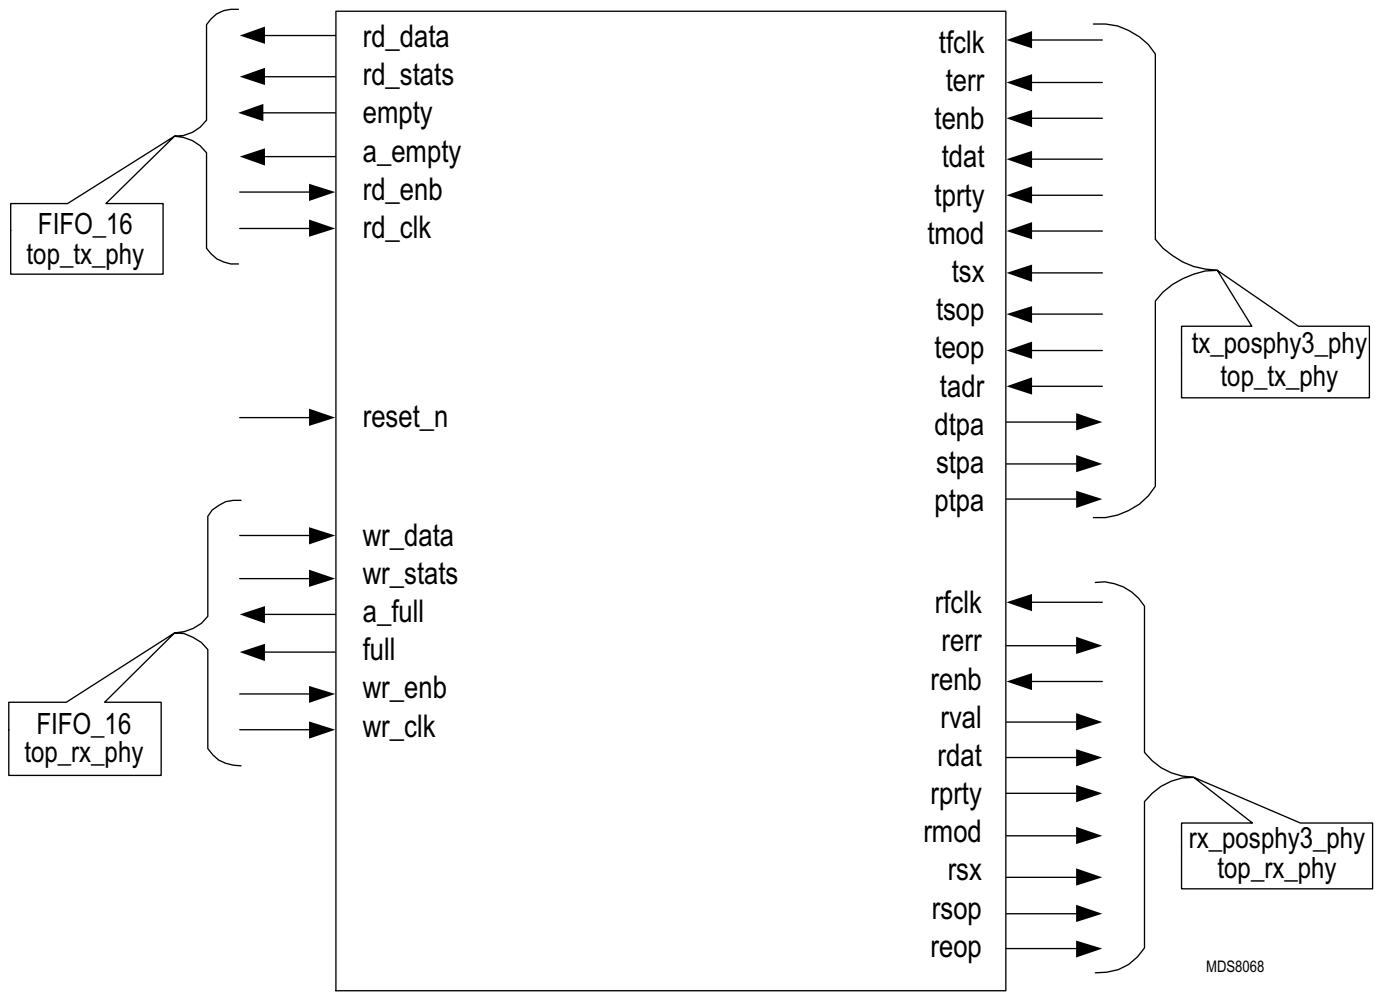 rd_data
rd_stats
empty
a_empty
rd_enb
rd_clk
FIFO_16
top_tx_phy
reset_n
wr_data
wr_stats
a_full
full
wr_enb
wr_clk
FIFO_16
top_rx_phy
tfclk
terr
tenb
tdat
tprty
tmod
tsx
tsop
teop
tadr
dtpa
stpa
ptpa
tx_posphy3_phy
top_tx_phy
rfclk
rerr
renb
rval
rdat
rprty
rmod
rsx
rsop
reop
rx_posphy3_phy
top_rx_phy
MDS8068